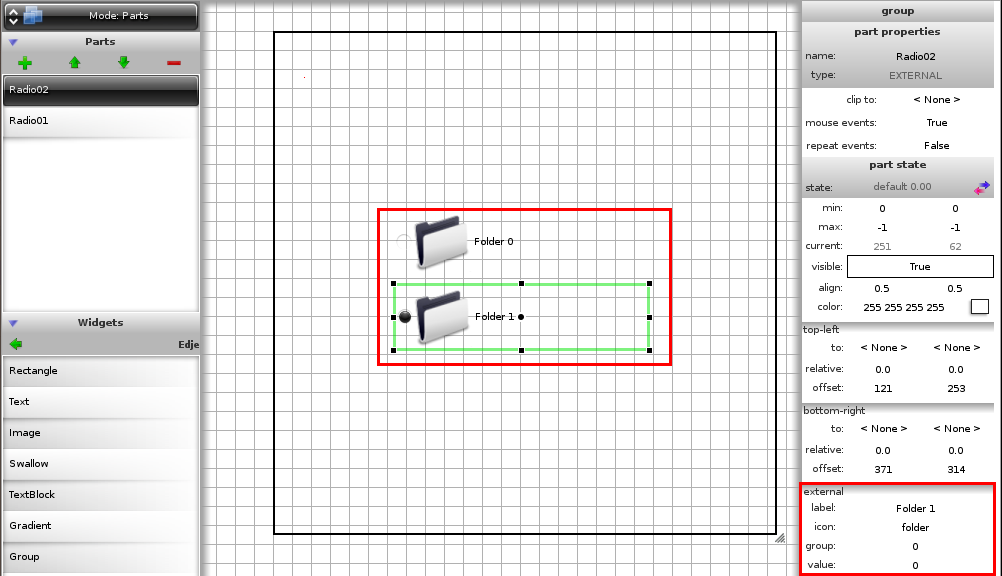 Mode: Parts
Parts
Radio02
Radio01
Widgets
Edje
Rectangle
Text
Image
Swallow
TextBlock
Gradient
Group
Folder 0
Folder 1
group
part properties
name: Radio02
type: EXTERNAL
clip to: < None >
mouse events: True
repeat events: False
part state
state: default 0.00
min: 0 0
max: -1 -1
current: 251 62
visible: True
align: 0.5 0.5
color: 255 255 255 255
top-left
to: < None > < None >
relative: 0.0 0.0
offset: 121 253
bottom-right
to: < None > < None >
relative: 0.0 0.0
offset: 371 314
external
label: Folder 1
icon: folder
group: 0
value: 0